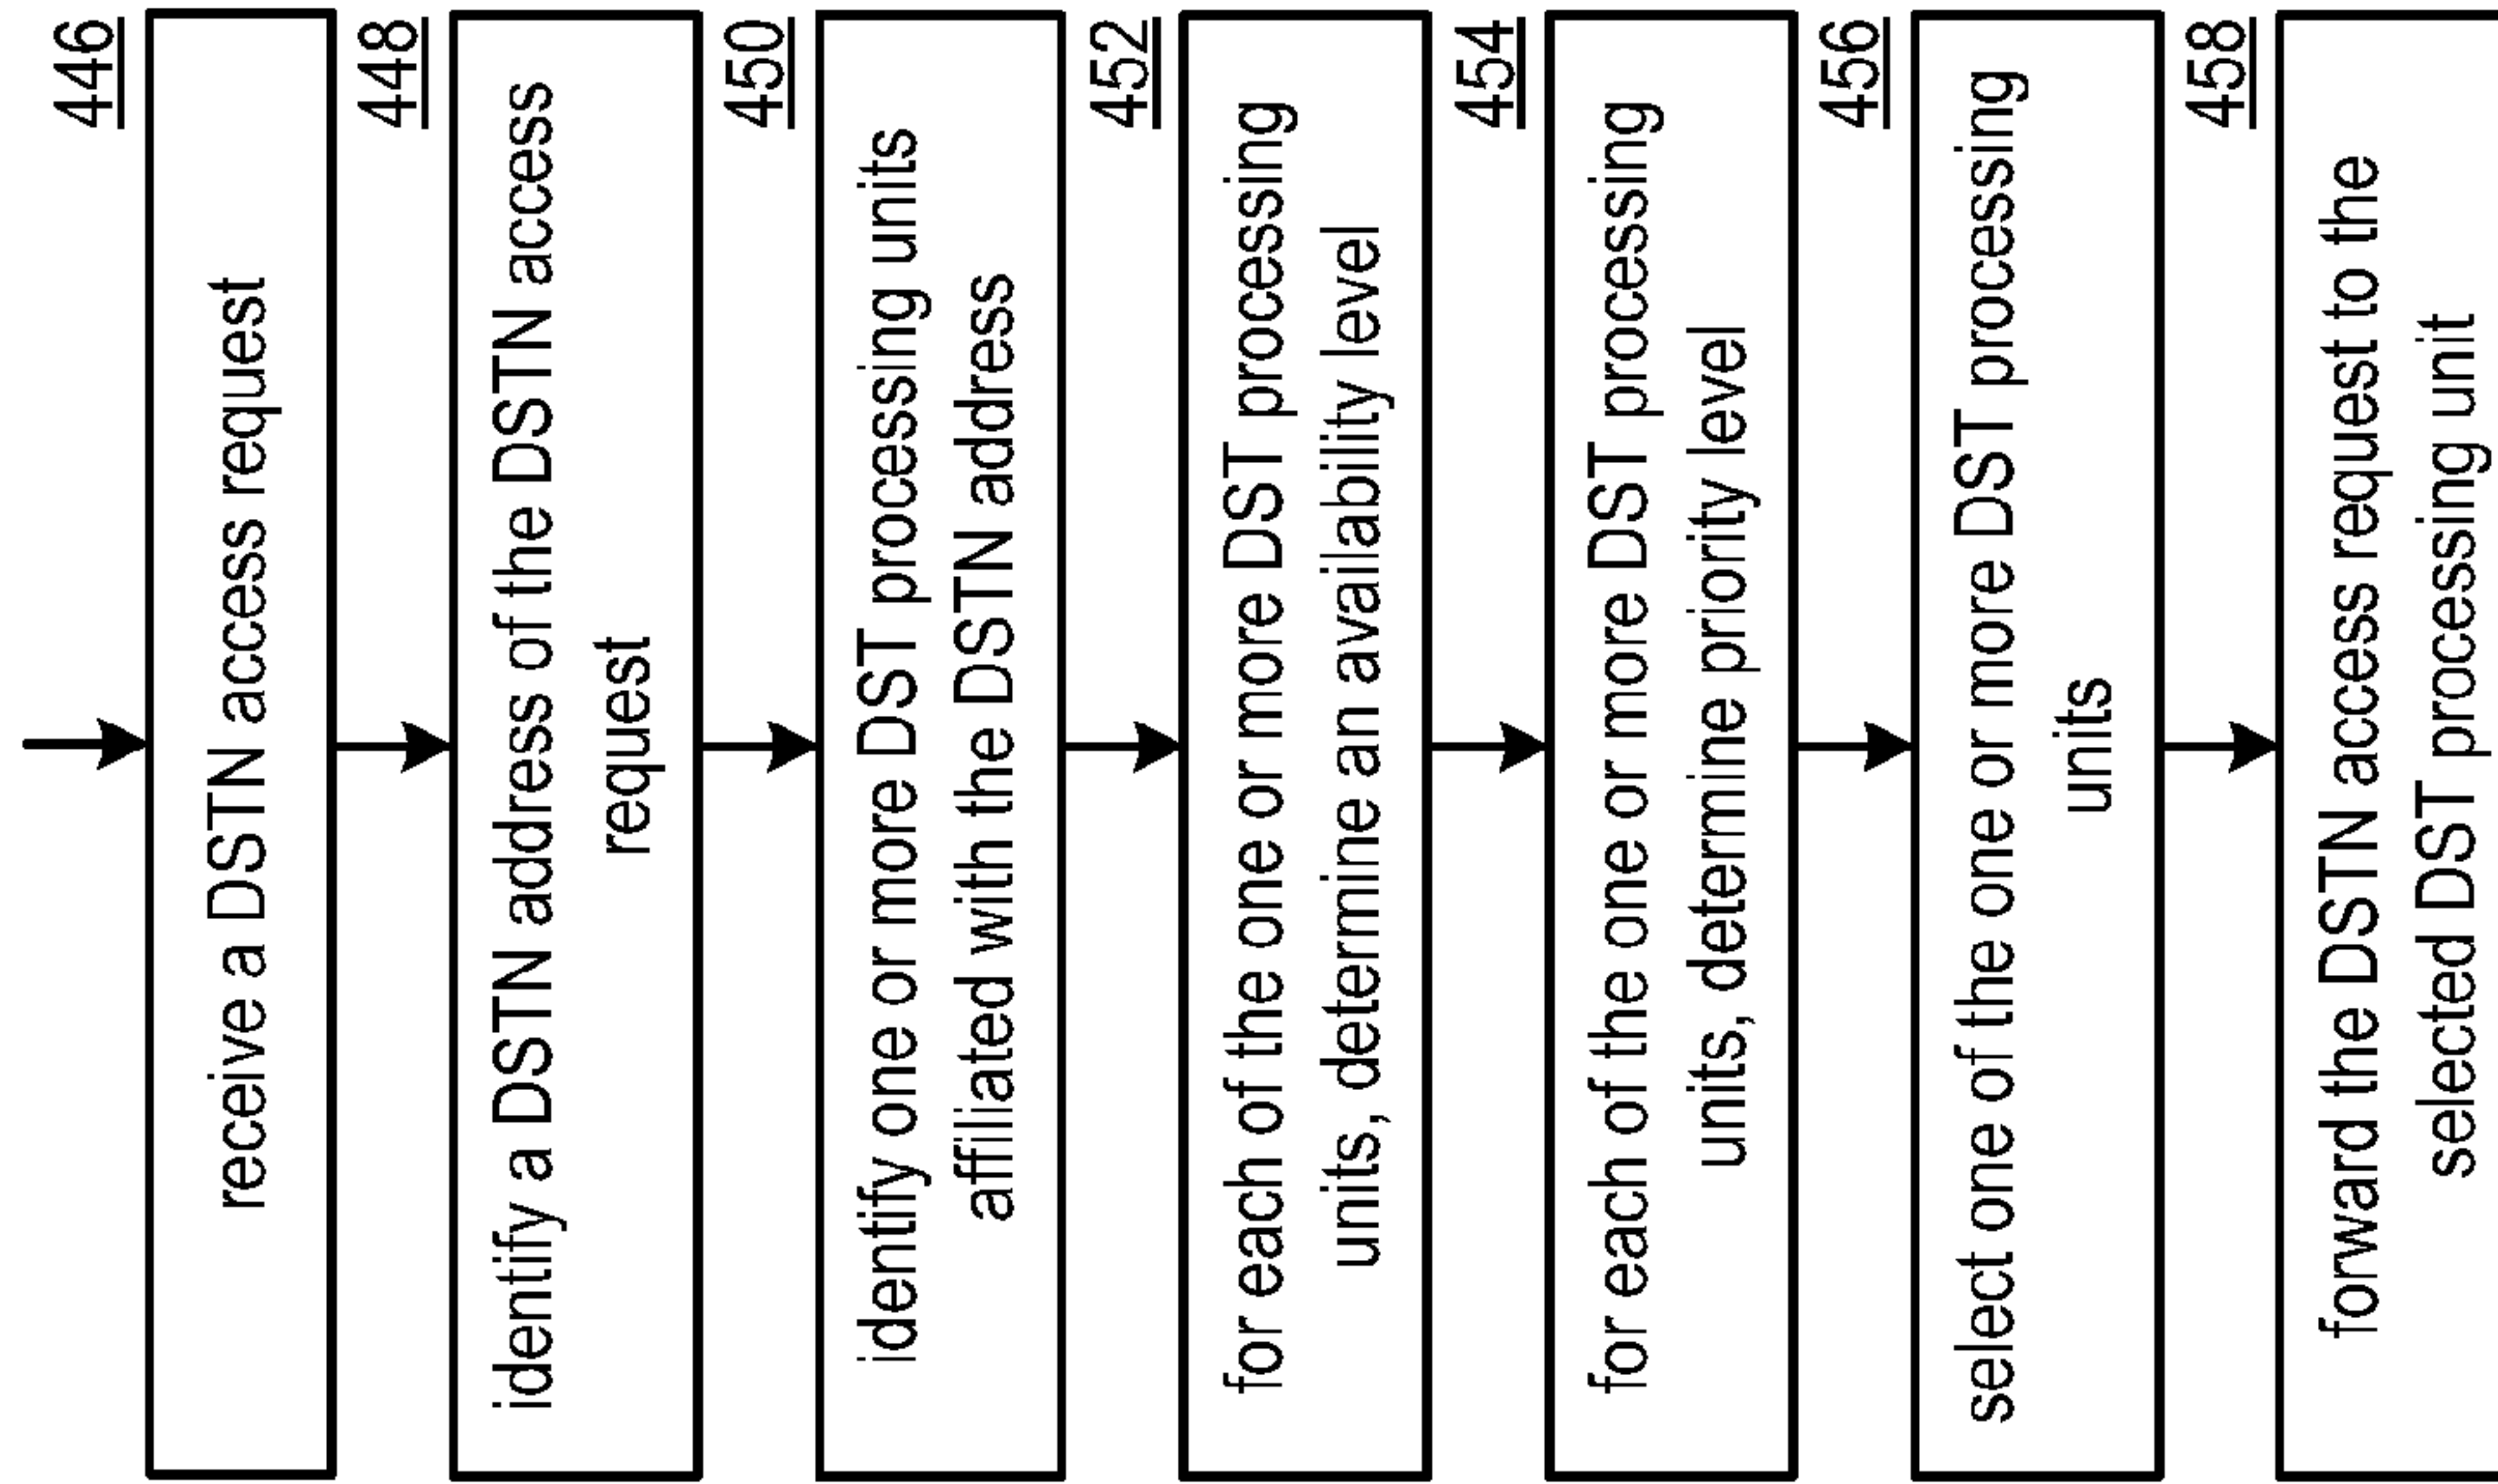 446
receive a DSTN access request
448
identify a DSTN address of the DSTN access
request
450
identify one or more DST processing units
affiliated with the DSTN address
452
for each of the one or more DST processing
units, determine an availability level
454
for each of the one or more DST processing
units, determine priority level
456
select one of the one or more DST processing
units
458
forward the DSTN access request to the
selected DST processing unit